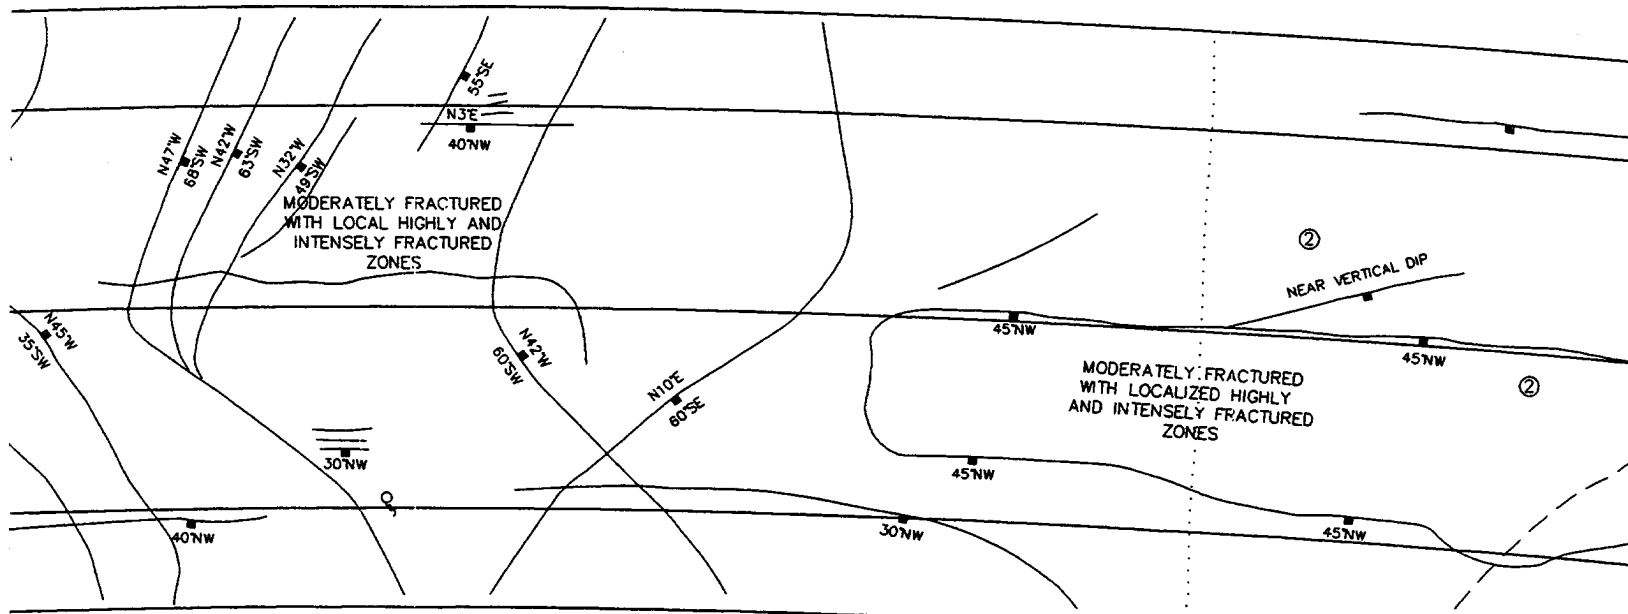 55°SE
N3°E
40°NW
N47°W
68°SW
N42°W
63°SW
N32°W
49°SW
MODERATELY FRACTURED
WITH LOCAL HIGHLY AND
INTENSELY FRACTURED
ZONES
②
NEAR VERTICAL DIP
N45°W
35°SW
N42°W
60°SW
45°NW
45°NW
N10°E
60°SE
MODERATELY FRACTURED
WITH LOCALIZED HIGHLY
AND INTENSELY FRACTURED
ZONES
②
30°NW
45°NW
40°NW
30°NW
45°NW